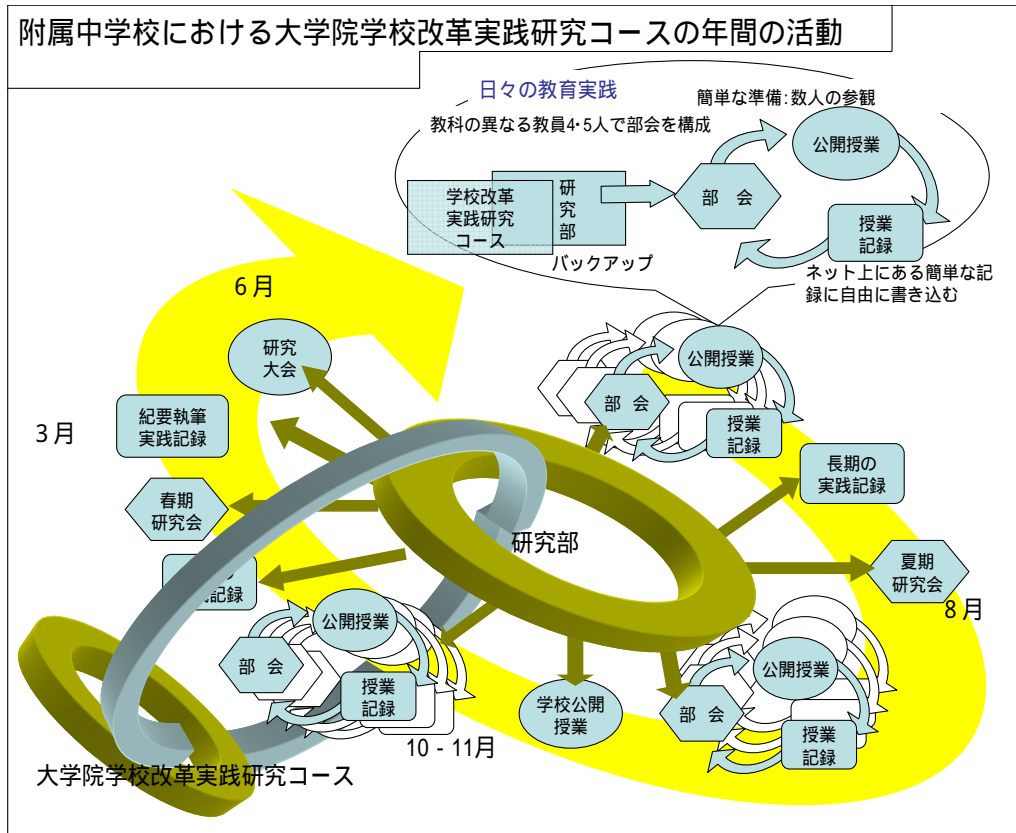 附属中学校における大学院学校改革実践研究コースの年間の活動
日々の教育実践
簡単な準備：数人の参観
教科の異なる教員4・5人で部会を構成
公開授業
学校改革
実践研究
コース
研
究
部
部　会
授業
記録
バックアップ
ネット上にある簡単な記
録に自由に書き込む
6月
研究
大会
公開授業
部　会
授業
記録
3月
紀要執筆
実践記録
長期の
実践記録
春期
研究会
研究部
夏期
研究会
8月
記録
公開授業
部　会
授業
記録
学校公開
授業
公開授業
部　会
授業
記録
10 - 11月
大学院学校改革実践研究コース